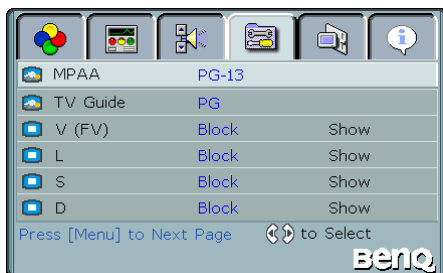 MPAA PG-13
TV Guide PG
V (FV) Block Show
L Block Show
S Block Show
D Block Show
Press [Menu] to Next Page to Select
BenQ